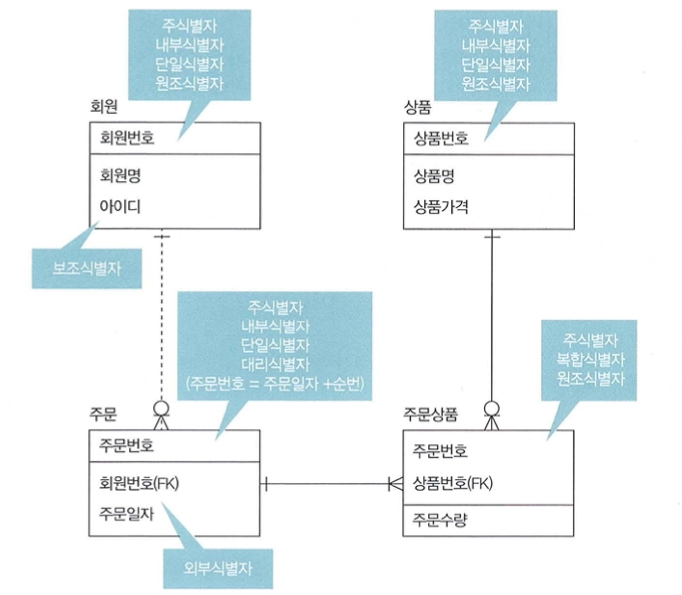 주식별자
내부식별자
단일식별자
원조식별자
주식별자
내부식별자
단일식별자
원조식별자
회원
상품
회원번호
회원명
아이디
상품번호
상품명
상품가격
보조식별자
주식별자
내부식별자
단일식별자
대리식별자
(주문번호 = 주문일자 +순번)
주식별자
복합식별자
원조식별자
주문
주문상품
주문번호
회원번호(FK)
주문일자
주문번호
상품번호(FK)
주문수량
외부식별자